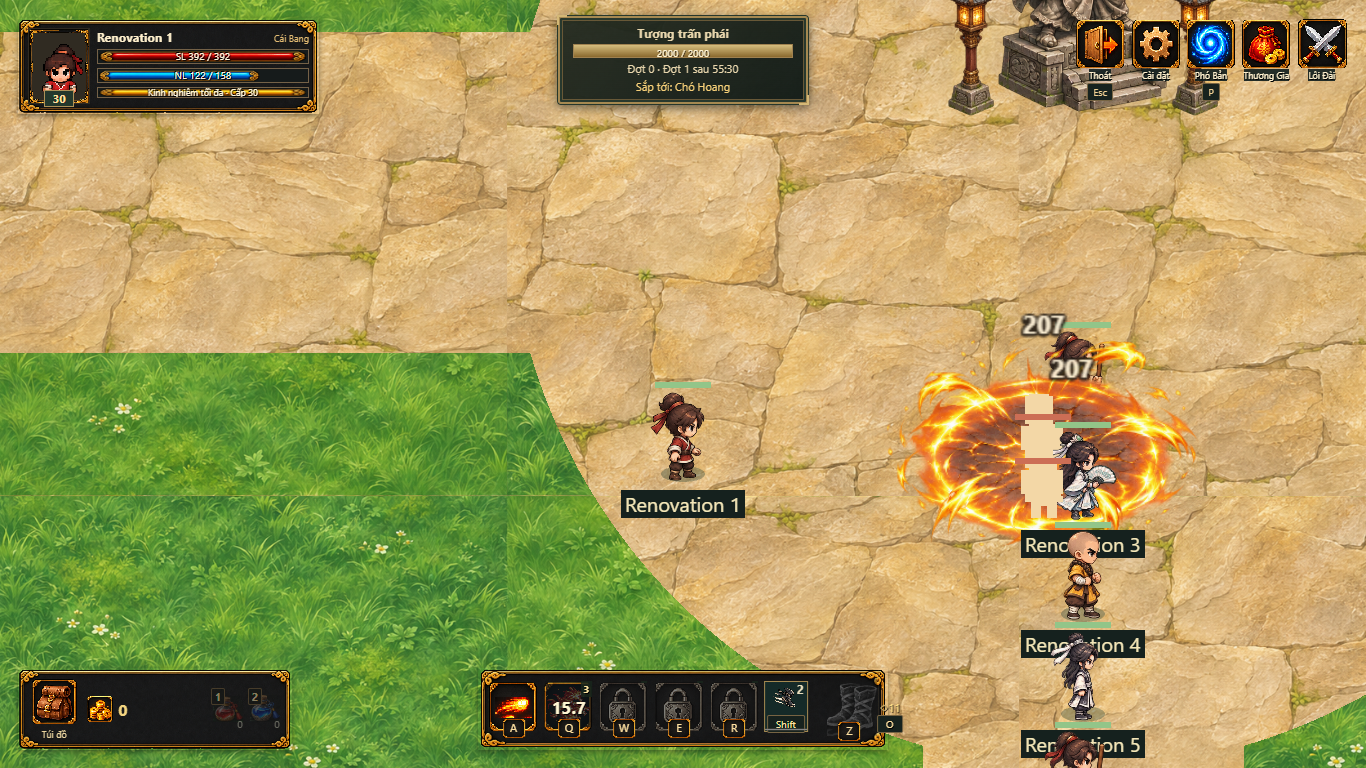 Renovation 1
Cái Bang
SL 392 / 392
NL 122 / 158
Kinh nghiệm tối đa · Cấp 30
30
Tượng trấn phái
2000 / 2000
Đợt 0 · Đợt 1 sau 55:30
Sắp tới: Chó Hoang
Thoát
Cài đặt
Phó Bản
Thương Gia
Lôi Đài
Esc
P
207
207
Renovation 1
Renovation 3
Renovation 4
Renovation 5
Túi đồ
0
1
0
2
0
A
3
15.7
Q
W
E
R
2
Shift
Z
O